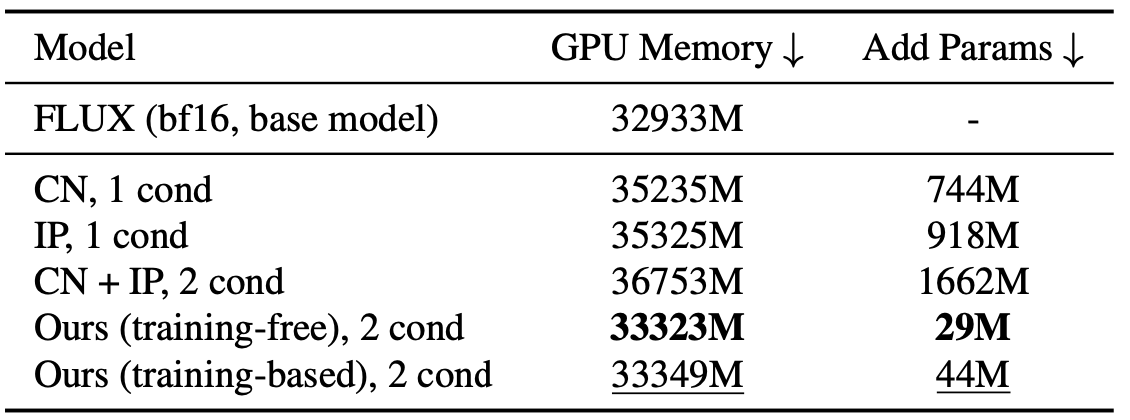 Model GPU Memory ↓ Add Params ↓
FLUX (bf16, base model) 32933M -
CN, 1 cond 35235M 744M
IP, 1 cond 35325M 918M
CN + IP, 2 cond 36753M 1662M
Ours (training-free), 2 cond 33323M 29M
Ours (training-based), 2 cond 33349M 44M